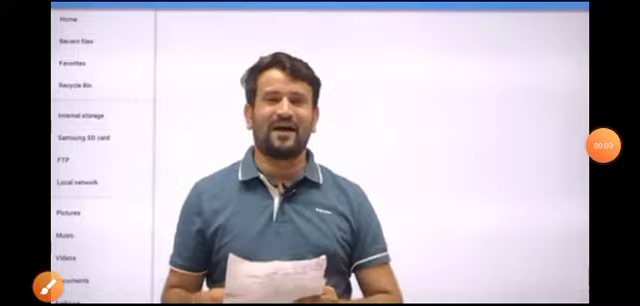 Home
Recent files
Favorites
Recycle Bin
Internal storage
Samsung SD card
FTP
Local network
Pictures
Music
Videos
00:00